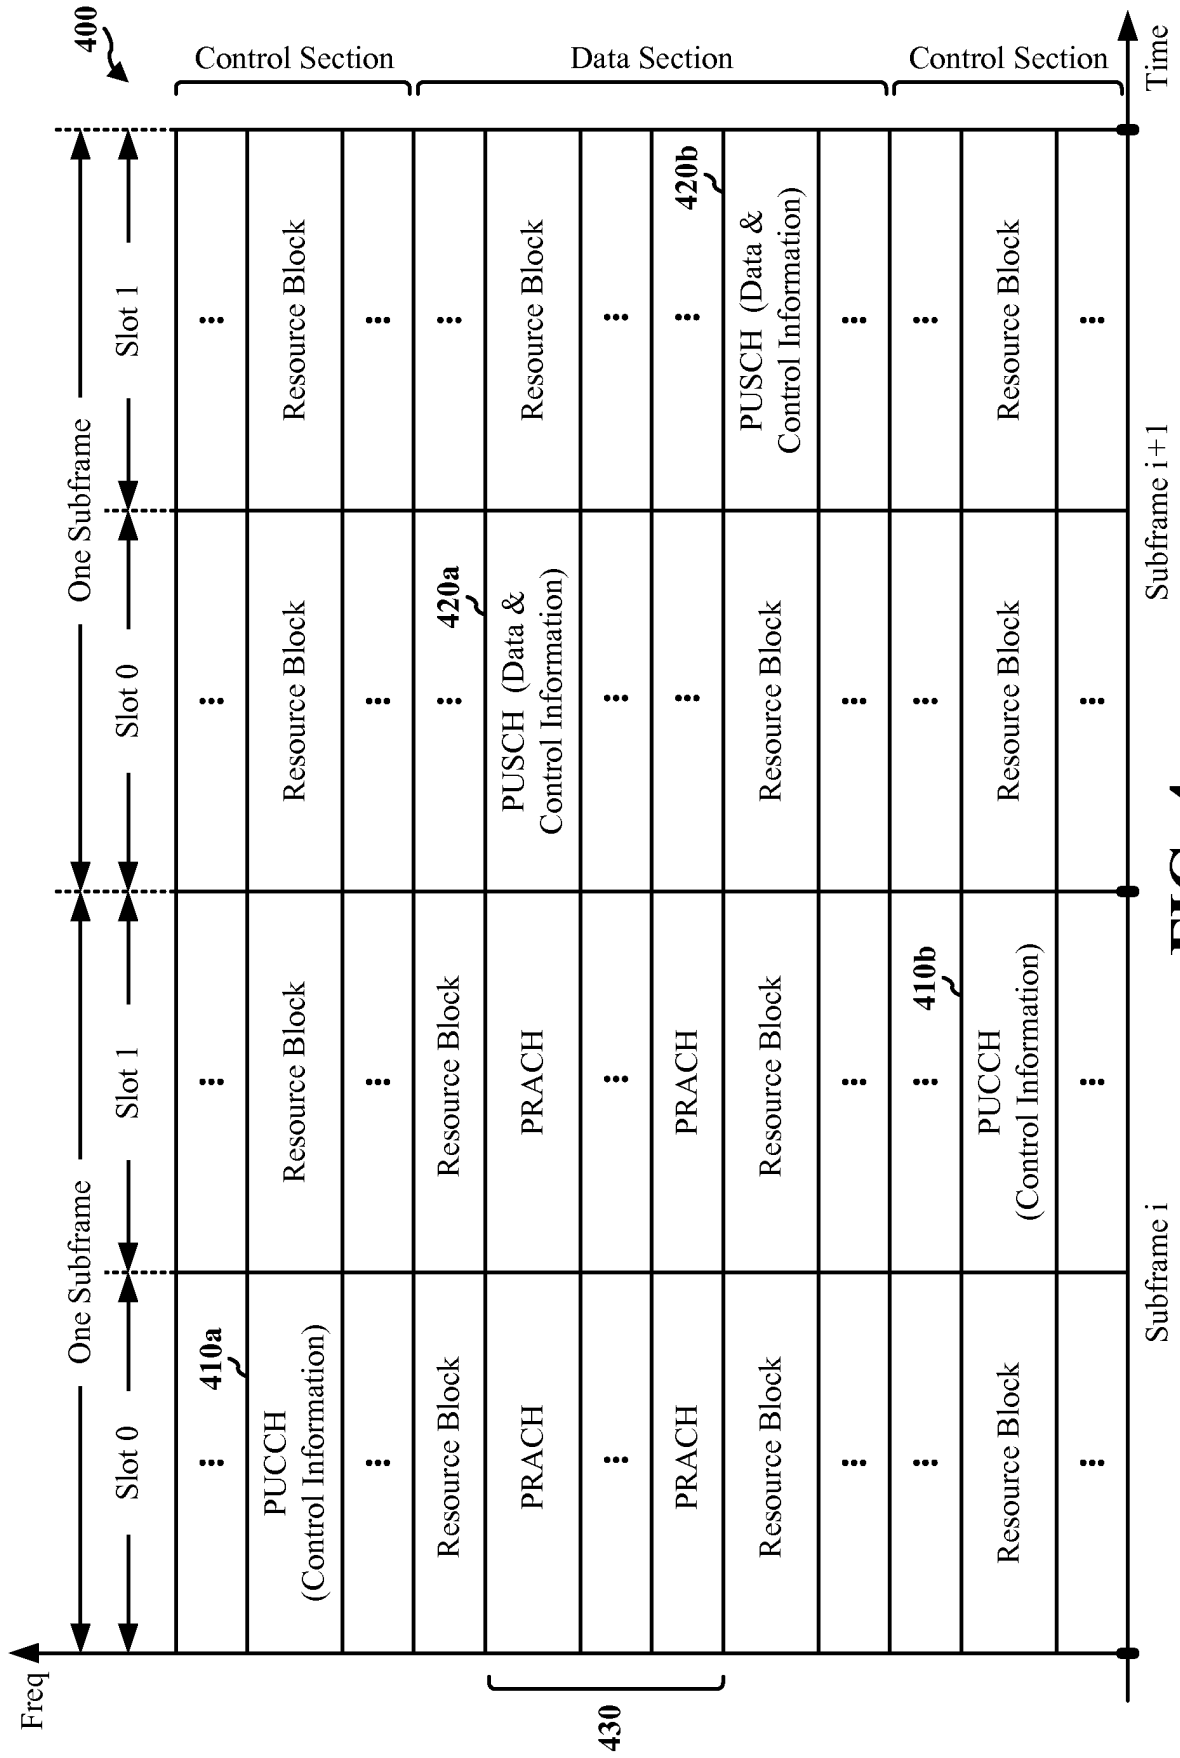 Freq
400
One Subframe
One Subframe
Slot 0
Slot 1
Slot 0
Slot 1
...
410a
...
...
...
Control Section
PUCCH
(Control Information)
Resource Block
Resource Block
Resource Block
...
...
...
...
Resource Block
Resource Block
...
420a
...
Data Section
430
PRACH
PRACH
PUSCH (Data &
Control Information)
Resource Block
...
...
...
...
PRACH
PRACH
...
...
420b
Resource Block
Resource Block
Resource Block
PUSCH (Data &
Control Information)
...
...
...
...
...
...
410b
...
...
Control Section
Resource Block
PUCCH
(Control Information)
Resource Block
Resource Block
...
...
...
...
Subframe i
Subframe i+1
Time
FIG